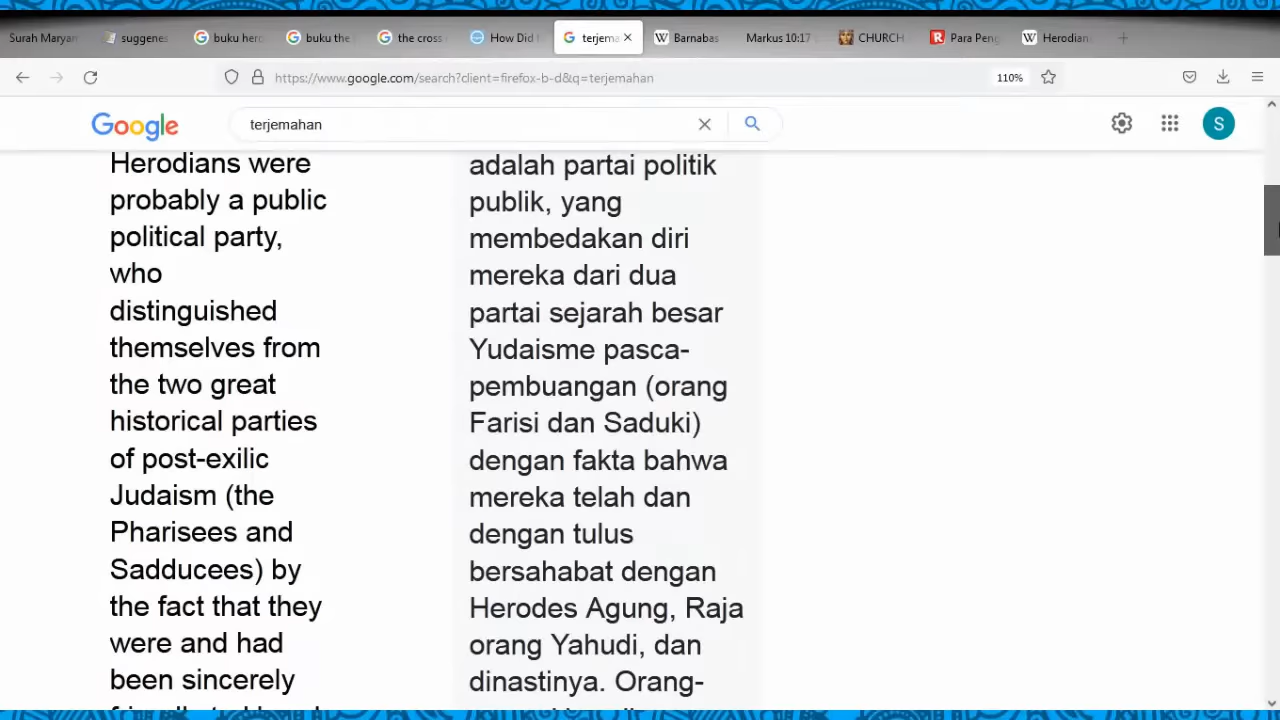 Surah Maryam
suggenes
buku hero
buku the
the cross
How Did
terjema
Barnabas
Markus 10:17
CHURCH
Para Peng
Herodian
https://www.google.com/search?client=firefox-b-d&q=terjemahan
110%
Google
terjemahan
S
Herodians were
probably a public
political party,
who
distinguished
themselves from
the two great
historical parties
of post-exilic
Judaism (the
Pharisees and
Sadducees) by
the fact that they
were and had
been sincerely
adalah partai politik
publik, yang
membedakan diri
mereka dari dua
partai sejarah besar
Yudaisme pasca-
pembuangan (orang
Farisi dan Saduki)
dengan fakta bahwa
mereka telah dan
dengan tulus
bersahabat dengan
Herodes Agung, Raja
orang Yahudi, dan
dinastinya. Orang-